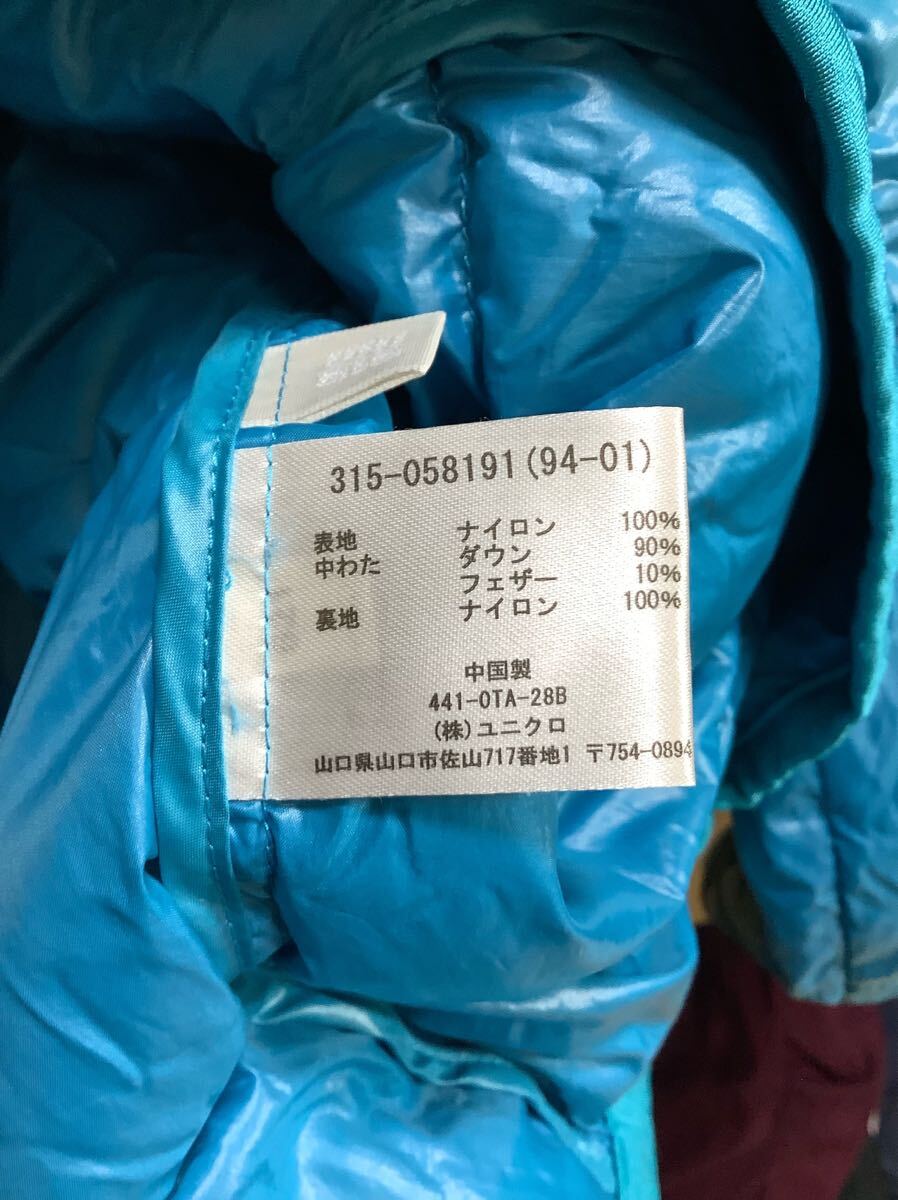 315-058191(94-01)
表地 ナイロン 100%
中わた ダウン 90%
フェザー 10%
裏地 ナイロン 100%
中国製
441-OTA-28B
(株)ユニクロ
山口県山口市佐山717番地1 〒754-0894